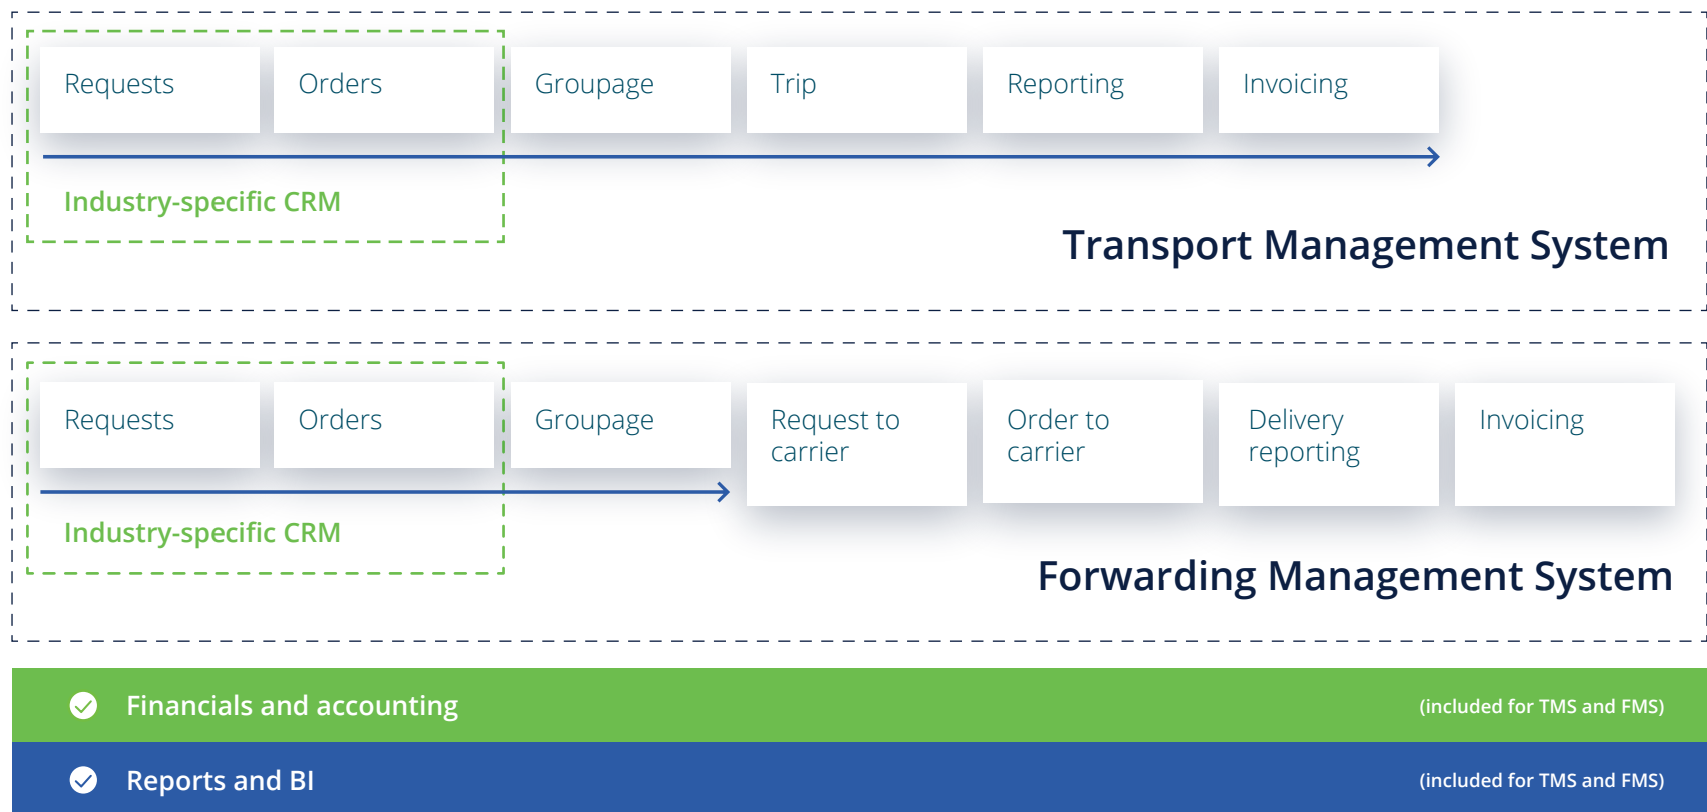 Requests
Orders
Groupage
Trip
Reporting
Invoicing
Industry-specific CRM
Transport Management System
Requests
Orders
Groupage
Request to
carrier
Order to
carrier
Delivery
reporting
Invoicing
Industry-specific CRM
Forwarding Management System
Financials and accounting
(included for TMS and FMS)
Reports and BI
(included for TMS and FMS)